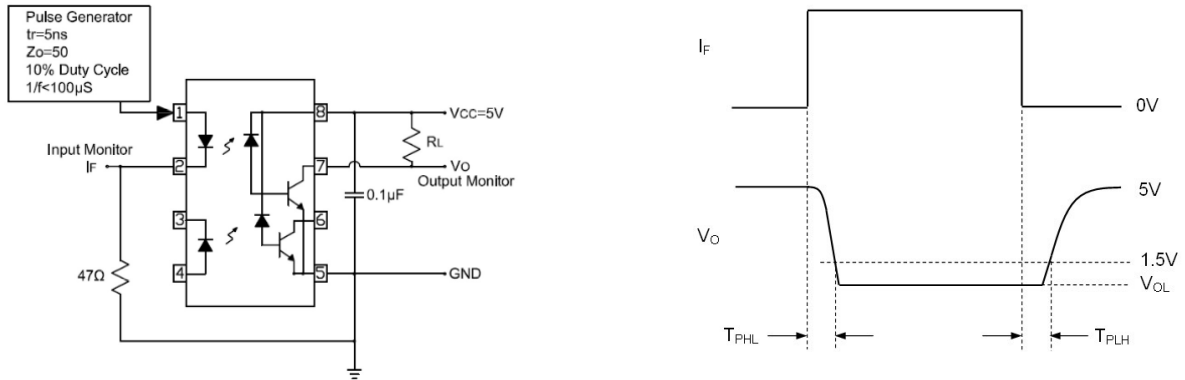 Pulse Generator
tr=5ns
Zo=50
10% Duty Cycle
1/f<100μS
1
8
VCC=5V
RL
Input Monitor
IF
2
7
Vo
Output Monitor
0.1μF
3
6
47Ω
4
5
GND
IF
0V
5V
VO
1.5V
VOL
TPHL
TPLH